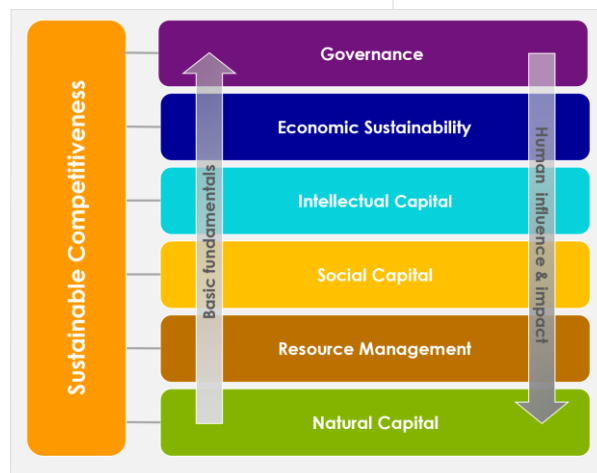 Sustainable Competitiveness
Governance
Economic Sustainability
Intellectual Capital
Social Capital
Resource Management
Natural Capital
Basic fundamentals
Human influence & impact